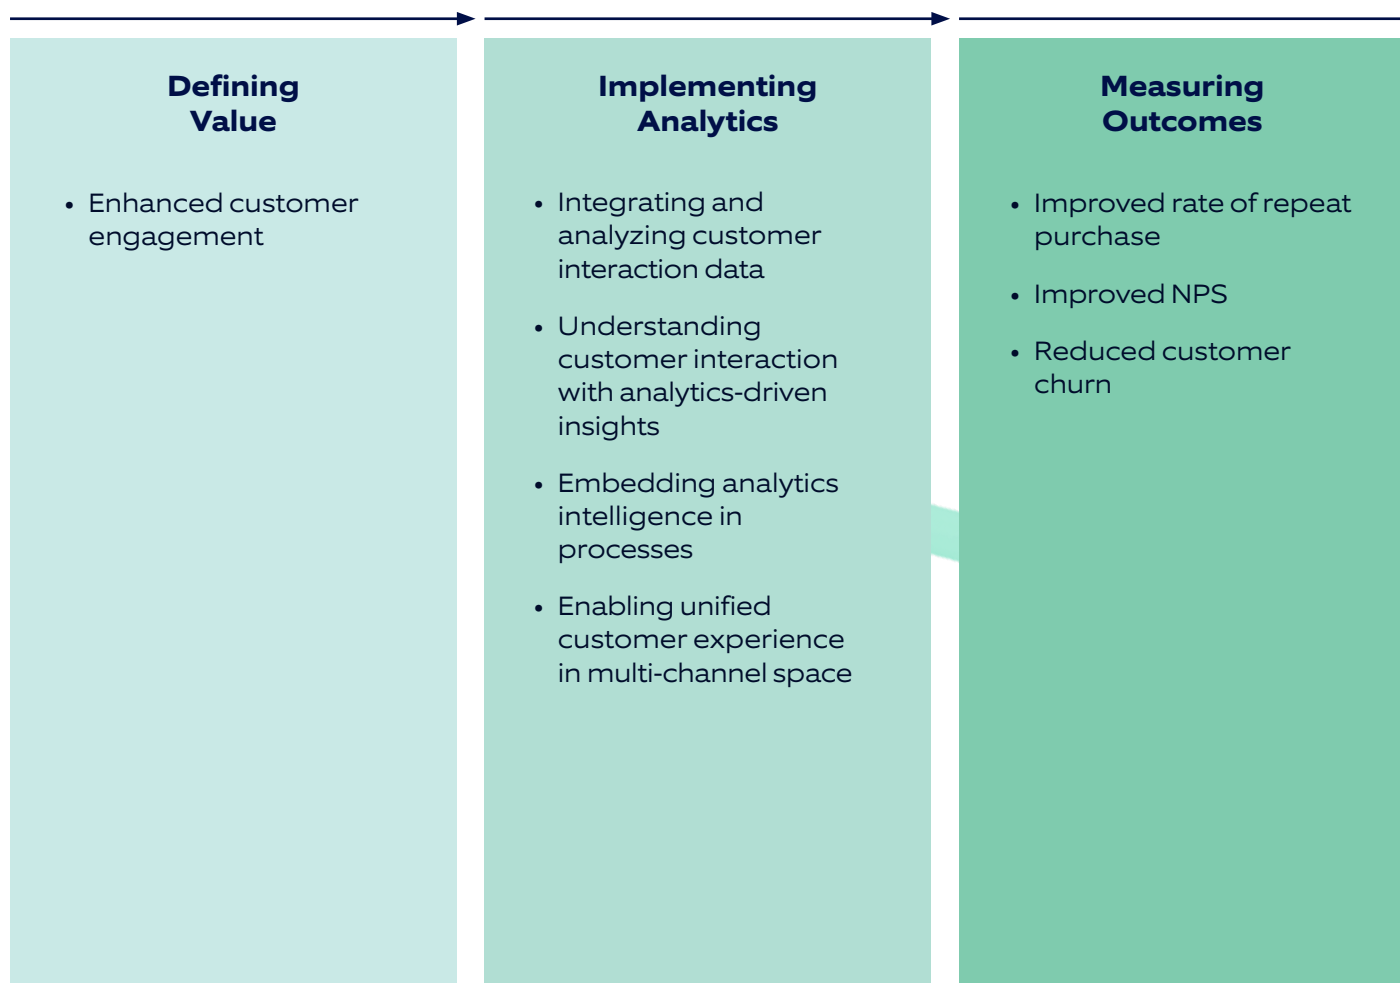 Defining
Value
• Enhanced customer
engagement
Implementing
Analytics
• Integrating and
analyzing customer
interaction data
• Understanding
customer interaction
with analytics-driven
insights
• Embedding analytics
intelligence in
processes
• Enabling unified
customer experience
in multi-channel space
Measuring
Outcomes
• Improved rate of repeat
purchase
• Improved NPS
• Reduced customer
churn